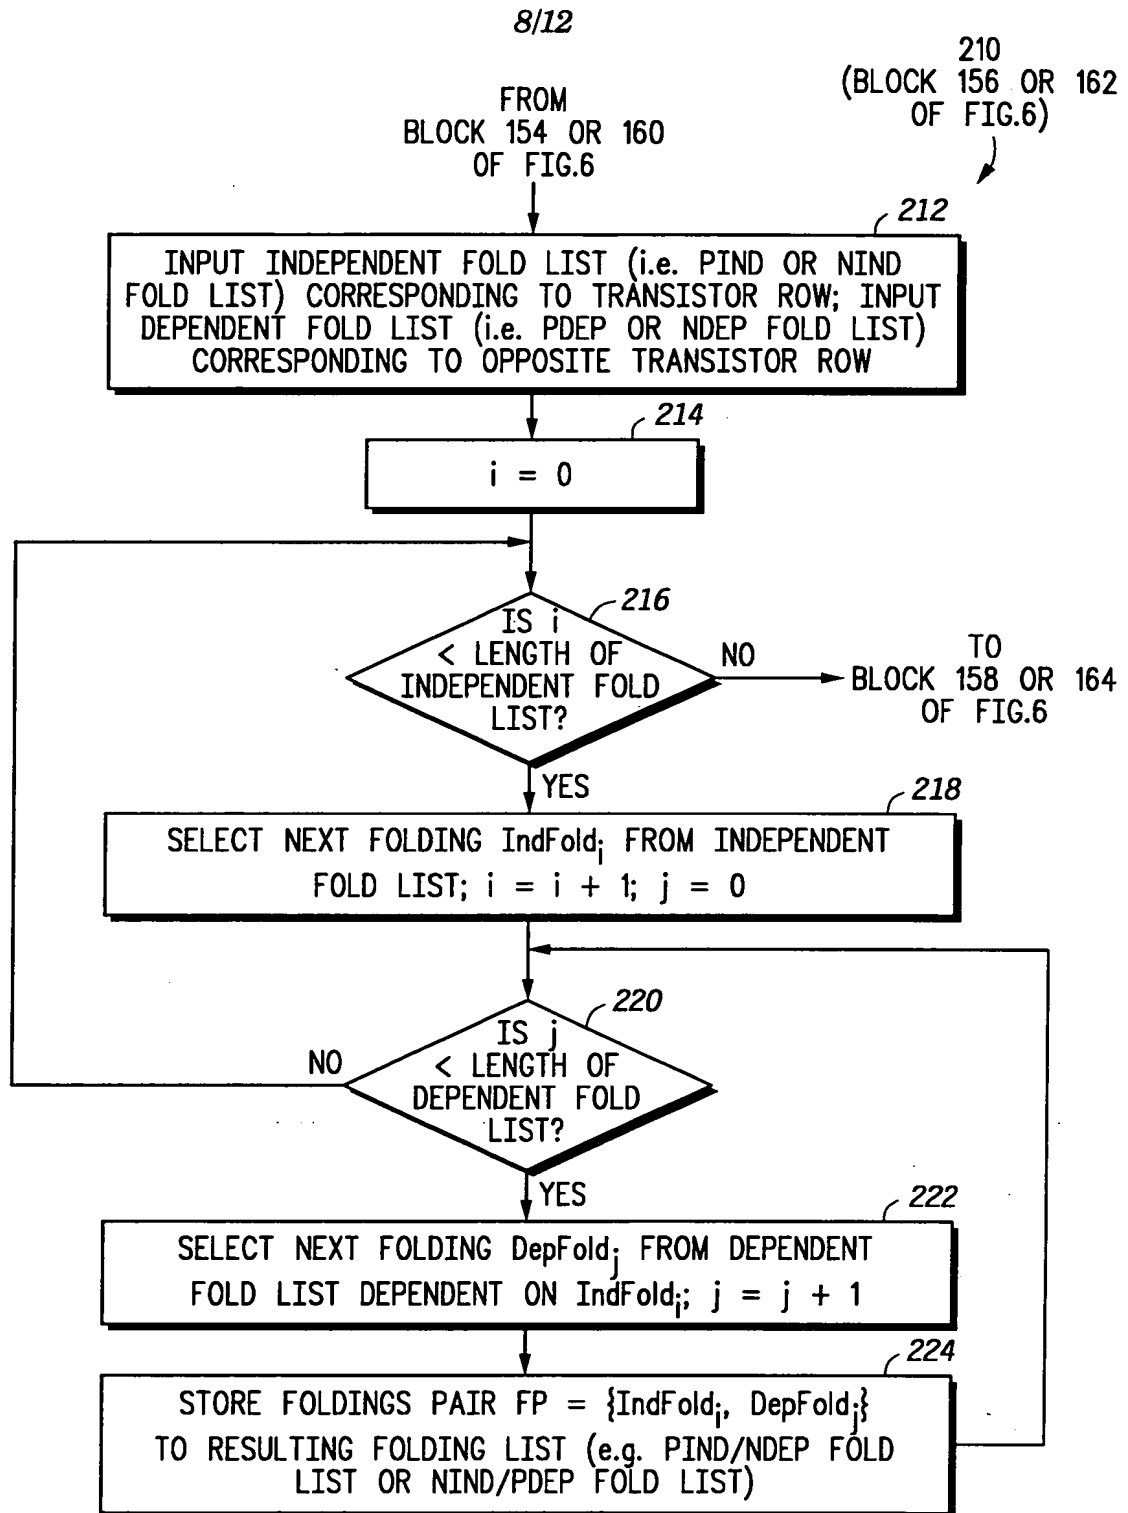 8/12
210
(BLOCK 156 OR 162
OF FIG.6)
FROM
BLOCK 154 OR 160
OF FIG.6
212
INPUT INDEPENDENT FOLD LIST (i.e. PIND OR NIND
FOLD LIST) CORRESPONDING TO TRANSISTOR ROW; INPUT
DEPENDENT FOLD LIST (i.e. PDEP OR NDEP FOLD LIST)
CORRESPONDING TO OPPOSITE TRANSISTOR ROW
214
i = 0
216
IS i
< LENGTH OF
INDEPENDENT FOLD
LIST?
NO
TO
BLOCK 158 OR 164
OF FIG.6
YES
218
SELECT NEXT FOLDING IndFoldi FROM INDEPENDENT
FOLD LIST; i = i + 1; j = 0
220
IS j
< LENGTH OF
DEPENDENT FOLD
LIST?
NO
YES
222
SELECT NEXT FOLDING DepFoldj FROM DEPENDENT
FOLD LIST DEPENDENT ON IndFoldi; j = j + 1
224
STORE FOLDINGS PAIR FP = {IndFoldi, DepFoldj}
TO RESULTING FOLDING LIST (e.g. PIND/NDEP FOLD
LIST OR NIND/PDEP FOLD LIST)